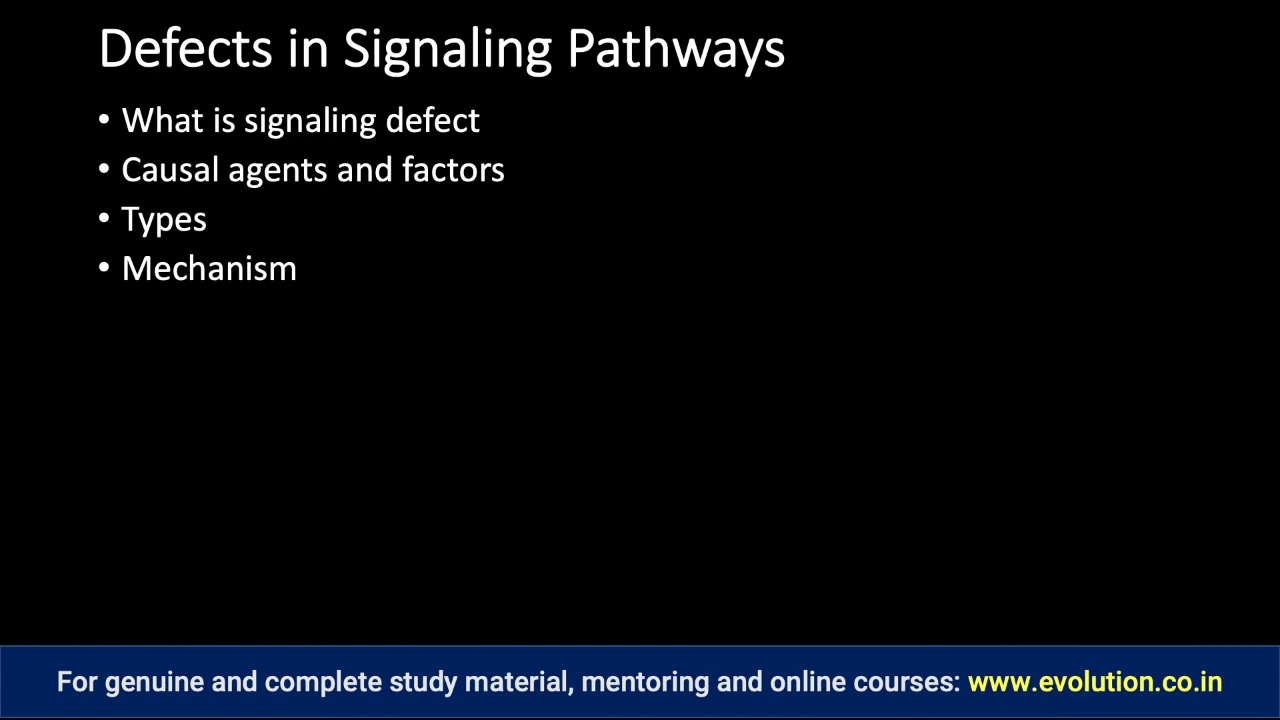 Defects in Signaling Pathways
• What is signaling defect
• Causal agents and factors
• Types
• Mechanism
For genuine and complete study material, mentoring and online courses: www.evolution.co.in